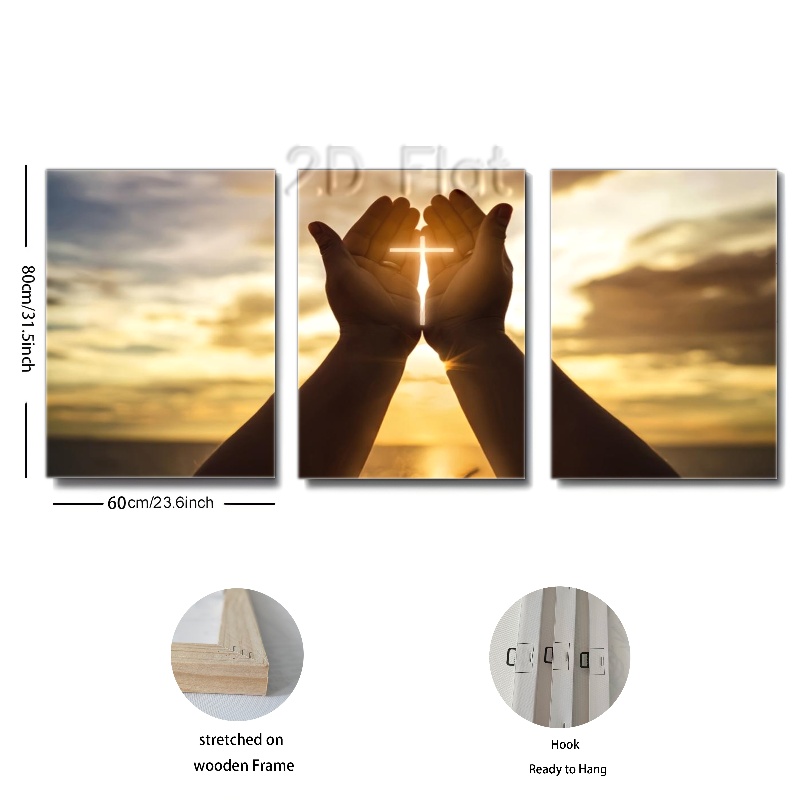 2D Flat
80cm/31.5inch
60cm/23.6inch
stretched on
wooden Frame
Hook
Ready to Hang